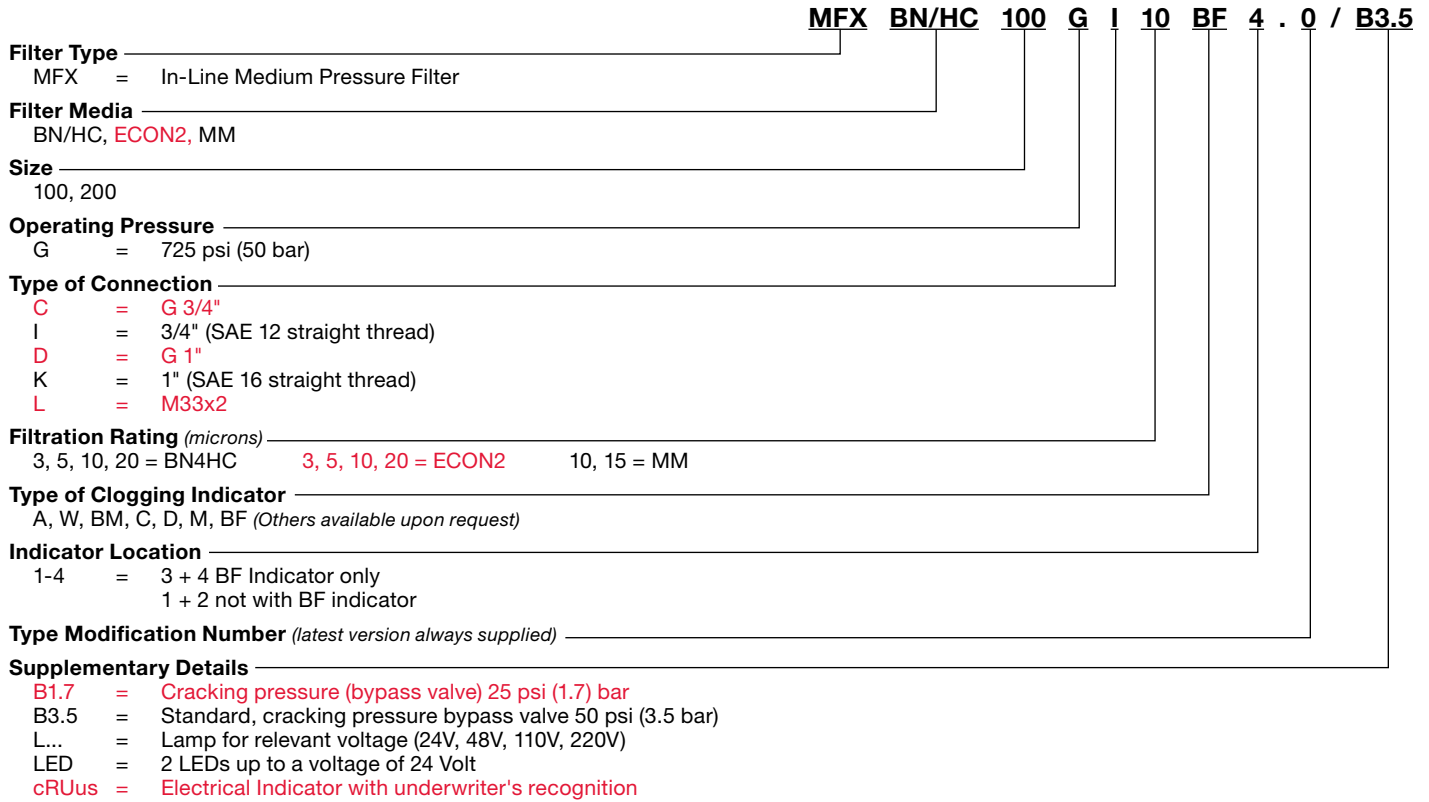 MFX BN/HC 100 G I 10 BF 4 . 0 / B3.5
Filter Type
MFX = In-Line Medium Pressure Filter
Filter Media
BN/HC, ECON2, MM
Size
100, 200
Operating Pressure
G = 725 psi (50 bar)
Type of Connection
C = G 3/4"
I = 3/4" (SAE 12 straight thread)
D = G 1"
K = 1" (SAE 16 straight thread)
L = M33x2
Filtration Rating (microns)
3, 5, 10, 20 = BN4HC 3, 5, 10, 20 = ECON2 10, 15 = MM
Type of Clogging Indicator
A, W, BM, C, D, M, BF (Others available upon request)
Indicator Location
1-4 = 3 + 4 BF Indicator only
1 + 2 not with BF indicator
Type Modification Number (latest version always supplied)
Supplementary Details
B1.7 = Cracking pressure (bypass valve) 25 psi (1.7) bar
B3.5 = Standard, cracking pressure bypass valve 50 psi (3.5 bar)
L... = Lamp for relevant voltage (24V, 48V, 110V, 220V)
LED = 2 LEDs up to a voltage of 24 Volt
cRUus = Electrical Indicator with underwriter's recognition